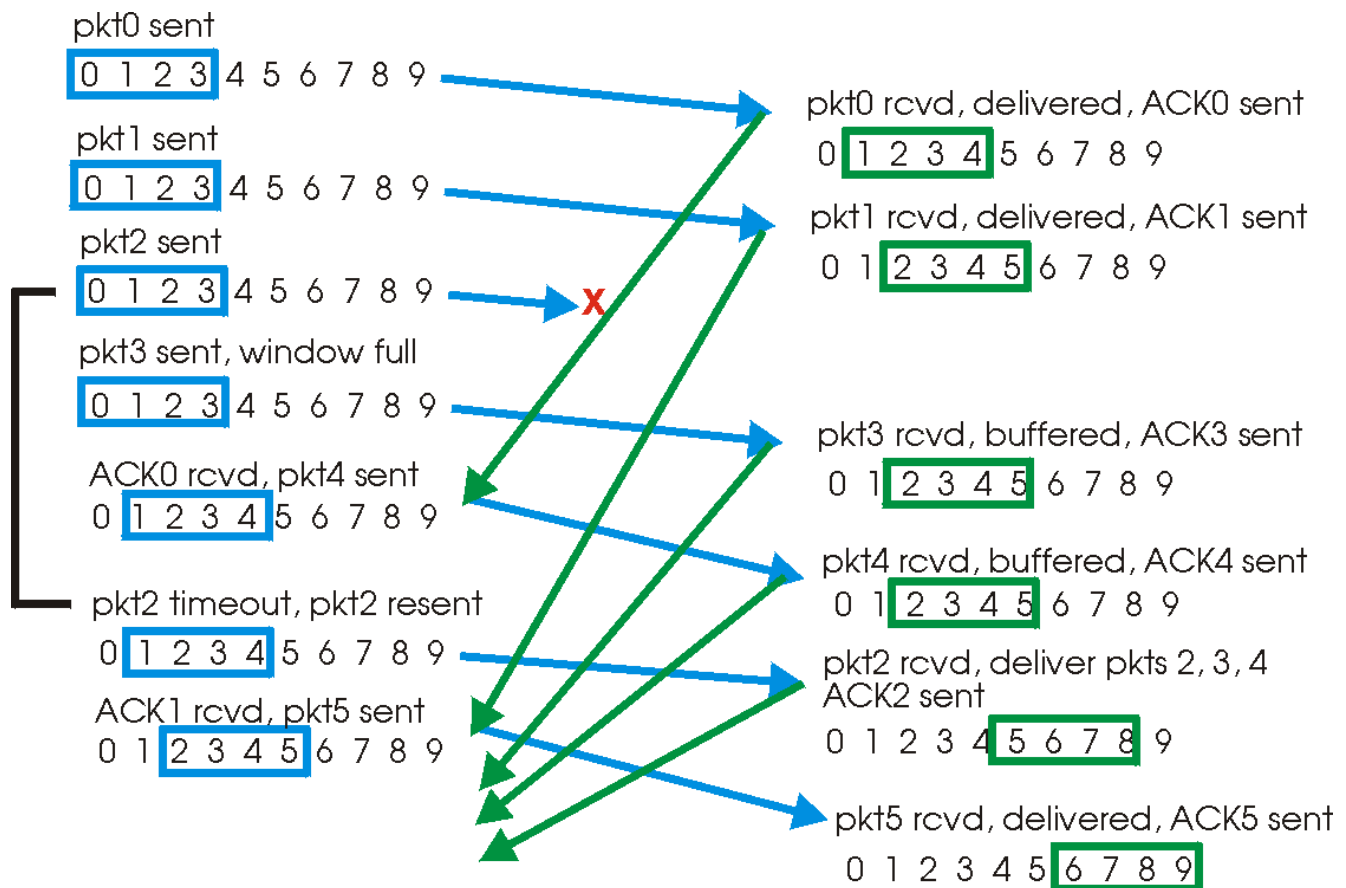 pkt0 sent
0 1 2 3 4 5 6 7 8 9
pkt1 sent
0 1 2 3 4 5 6 7 8 9
pkt2 sent
0 1 2 3 4 5 6 7 8 9
X
pkt3 sent, window full
0 1 2 3 4 5 6 7 8 9
ACK0 rcvd, pkt4 sent
0 1 2 3 4 5 6 7 8 9
pkt2 timeout, pkt2 resent
0 1 2 3 4 5 6 7 8 9
ACK1 rcvd, pkt5 sent
0 1 2 3 4 5 6 7 8 9
pkt0 rcvd, delivered, ACK0 sent
0 1 2 3 4 5 6 7 8 9
pkt1 rcvd, delivered, ACK1 sent
0 1 2 3 4 5 6 7 8 9
pkt3 rcvd, buffered, ACK3 sent
0 1 2 3 4 5 6 7 8 9
pkt4 rcvd, buffered, ACK4 sent
0 1 2 3 4 5 6 7 8 9
pkt2 rcvd, deliver pkts 2, 3, 4
ACK2 sent
0 1 2 3 4 5 6 7 8 9
pkt5 rcvd, delivered, ACK5 sent
0 1 2 3 4 5 6 7 8 9